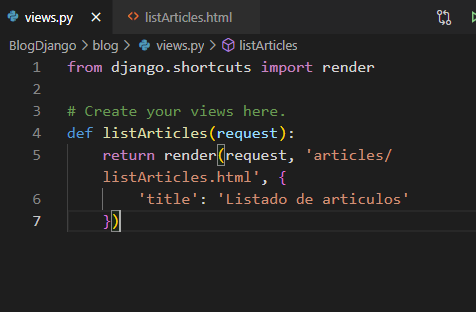 views.py × <> listArticles.html
BlogDjango > blog > views.py > listArticles
1 from django.shortcuts import render
2
3 # Create your views here.
4 def listArticles(request):
5 return render(request, 'articles/
listArticles.html', {
6 'title': 'Listado de articulos'
7 })